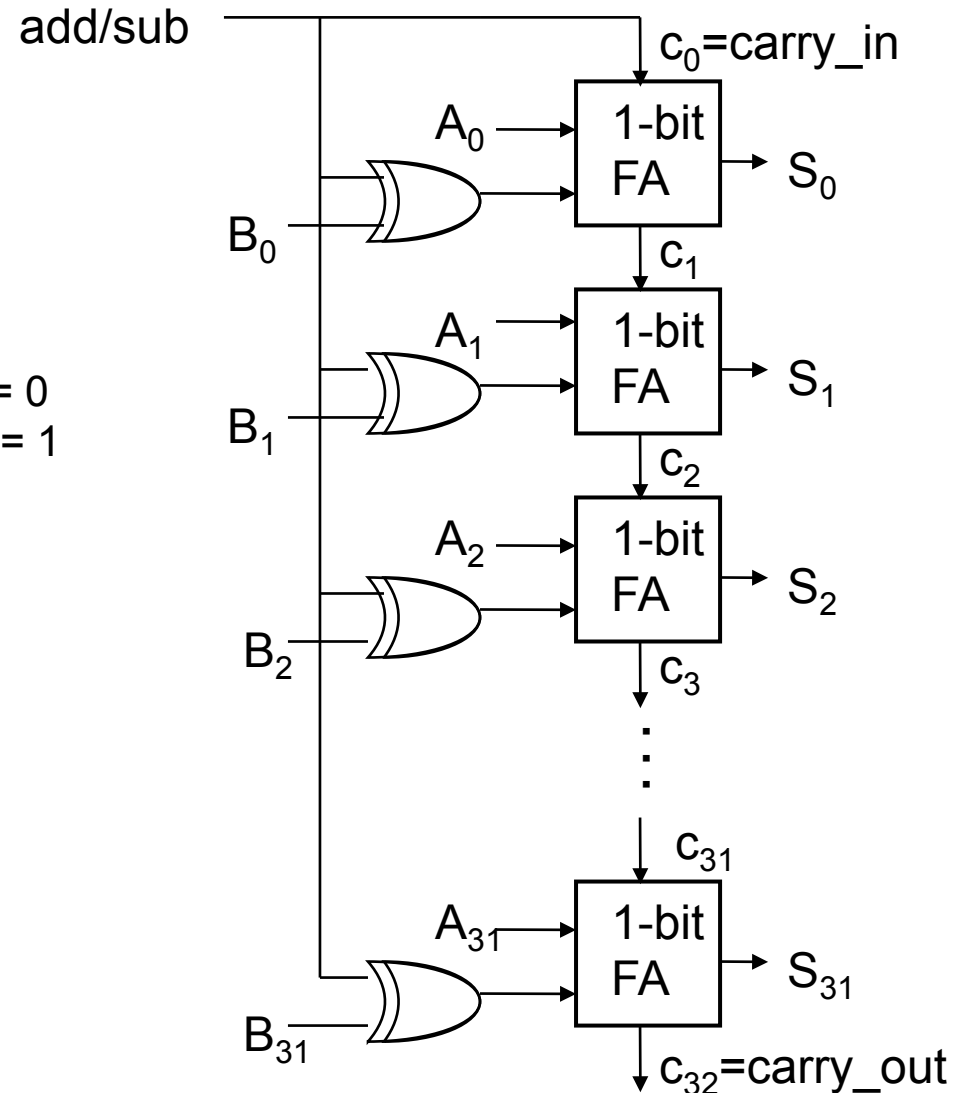 add/sub
c₀=carry_in
A₀
1-bit
FA
S₀
B₀
c₁
A₁
1-bit
FA
S₁
= 0
B₁
= 1
c₂
A₂
1-bit
FA
S₂
B₂
c₃
⋮
c₃₁
A₃₁
1-bit
FA
S₃₁
B₃₁
c₃₂=carry_out